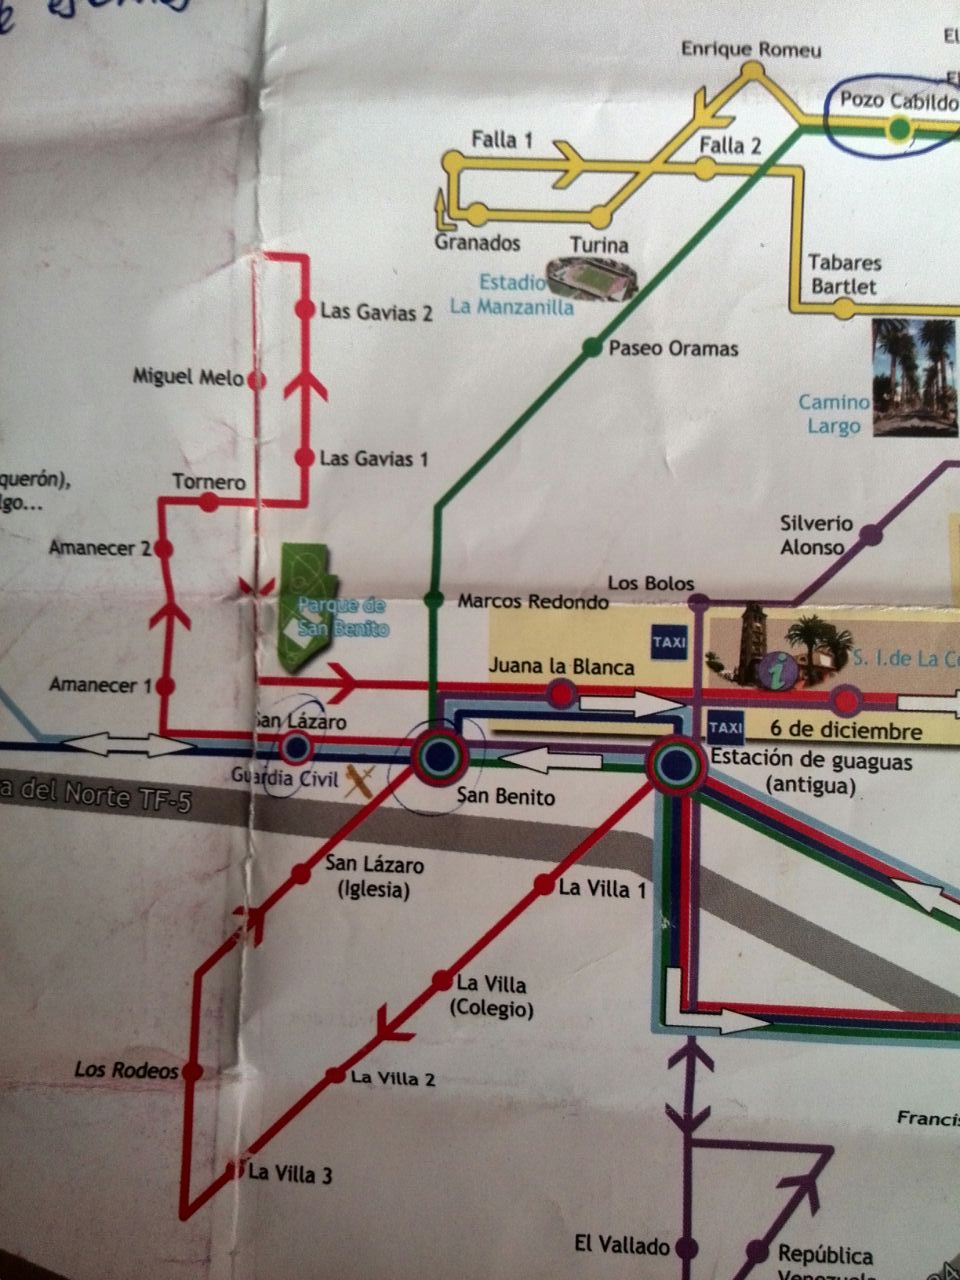 Enrique Romeu
El
El
Pozo Cabildo
Falla 1
Falla 2
Granados
Turina
Tabares
Bartlet
Estadio
La Manzanilla
Las Gavias 2
Paseo Oramas
Miguel Melo
Camino
Largo
Las Gavias 1
querón),
lgo...
Tornero
Silverio
Alonso
Amanecer 2
Los Bolos
Parque de
San Benito
Marcos Redondo
TAXI
Juana la Blanca
i
S. I.de La Co
Amanecer 1
San Lázaro
TAXI
6 de diciembre
Guardia Civil
Estación de guaguas
(antigua)
San Benito
a del Norte TF-5
San Lázaro
(Iglesia)
La Villa 1
La Villa
(Colegio)
Los Rodeos
La Villa 2
Francis
La Villa 3
El Vallado
República
Venezuela